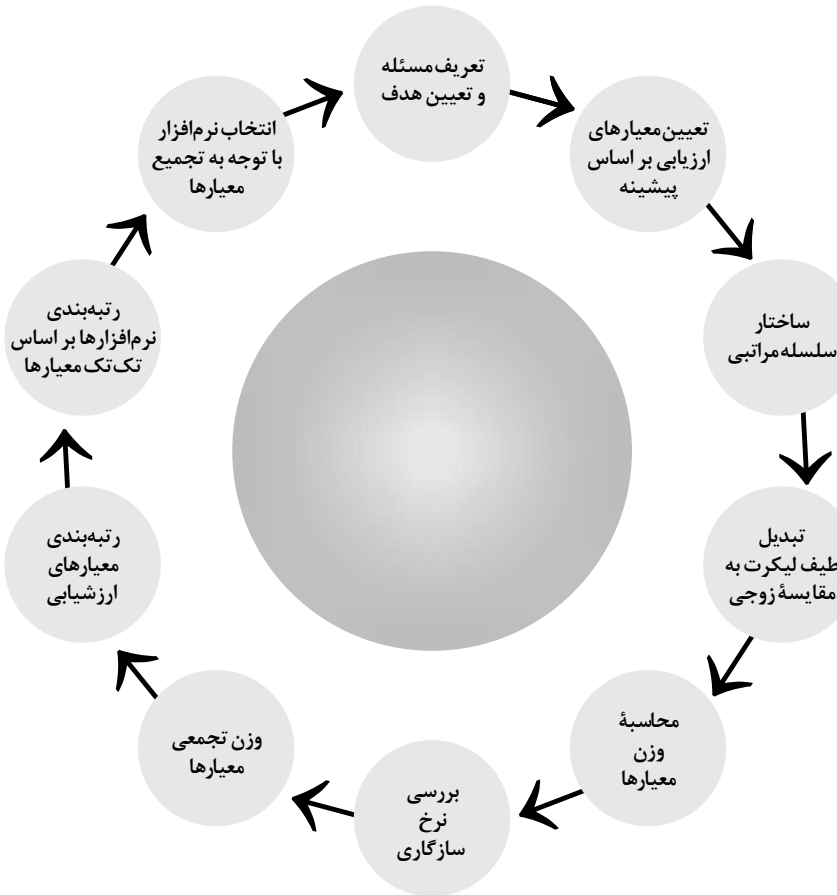 تعریف مسئله
و تعیین هدف
تعیین معیارهای
ارزیابی بر اساس
پیشینه
ساختار
سلسله‌مراتبی
تبدیل
طیف لیکرت به
مقایسهٔ زوجی
محاسبهٔ
وزن
معیارها
بررسی
نرخ
سازگاری
وزن تجمعی
معیارها
رتبه‌بندی
معیارهای
ارزشیابی
رتبه‌بندی
نرم‌افزارها بر اساس
تک‌تک معیارها
انتخاب نرم‌افزار
با توجه به تجمیع
معیارها